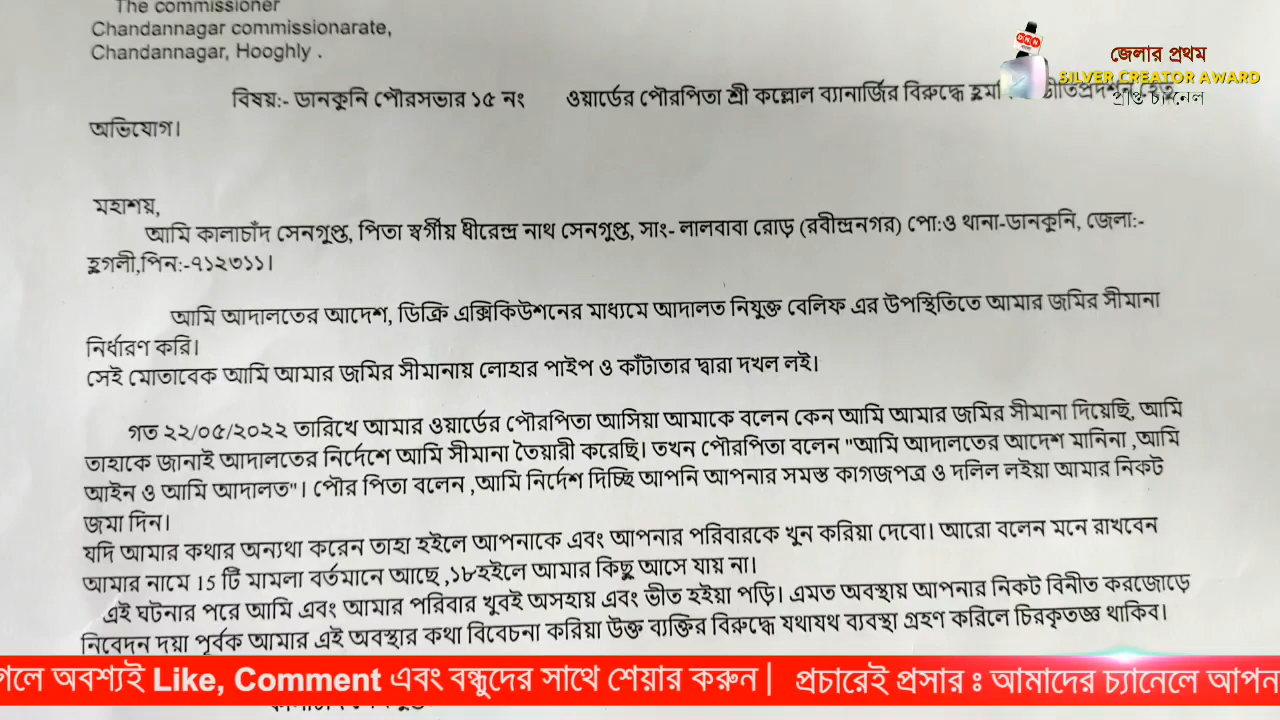 The commissioner
Chandannagar commissionarate,
Chandannagar, Hooghly .
জেলার প্রথম
SILVER CREATOR AWARD
প্রাপ্ত চ্যানেল
বিষয়:- ডানকুনি পৌরসভার ১৫ নং ওয়ার্ডের পৌরপিতা শ্রী কল্লোল ব্যানার্জির বিরুদ্ধে
অভিযোগ।
মহাশয়,
আমি কালাচাঁদ সেনগুপ্ত, পিতা স্বর্গীয় ধীরেন্দ্র নাথ সেনগুপ্ত, সাং- লালবাবা রোড় (রবীন্দ্রনগর) পো:ও থানা-ডানকুনি, জেলা:-
হুগলী,পিন:-৭১২৩১১।
আমি আদালতের আদেশ, ডিক্রি এক্সিকিউশনের মাধ্যমে আদালত নিযুক্ত বেলিফ এর উপস্থিতিতে আমার জমির সীমানা
নির্ধারণ করি।
সেই মোতাবেক আমি আমার জমির সীমানায় লোহার পাইপ ও কাঁটাতার দ্বারা দখল লই।
গত ২২/০৫/২০২২ তারিখে আমার ওয়ার্ডের পৌরপিতা আসিয়া আমাকে বলেন কেন আমি আমার জমির সীমানা দিয়েছি, আমি
তাহাকে জানাই আদালতের নির্দেশে আমি সীমানা তৈয়ারী করেছি। তখন পৌরপিতা বলেন "আমি আদালতের আদেশ মানিনা ,আমি
আইন ও আমি আদালত"। পৌর পিতা বলেন ,আমি নির্দেশ দিচ্ছি আপনি আপনার সমস্ত কাগজপত্র ও দলিল লইয়া আমার নিকট
জমা দিন।
যদি আমার কথার অন্যথা করেন তাহা হইলে আপনাকে এবং আপনার পরিবারকে খুন করিয়া দেবো। আরো বলেন মনে রাখবেন
আমার নামে 15 টি মামলা বর্তমানে আছে ,১৮হইলে আমার কিছু আসে যায় না।
এই ঘটনার পরে আমি এবং আমার পরিবার খুবই অসহায় এবং ভীত হইয়া পড়ি। এমত অবস্থায় আপনার নিকট বিনীত করজোড়ে
নিবেদন দয়া পূর্বক আমার এই অবস্থার কথা বিবেচনা করিয়া উক্ত ব্যক্তির বিরুদ্ধে যথাযথ ব্যবস্থা গ্রহণ করিলে চিরকৃতজ্ঞ থাকিব।
গলে অবশ্যই Like, Comment এবং বন্ধুদের সাথে শেয়ার করুন | প্রচারেই প্রসার ঃ আমাদের চ্যানেলে আপন